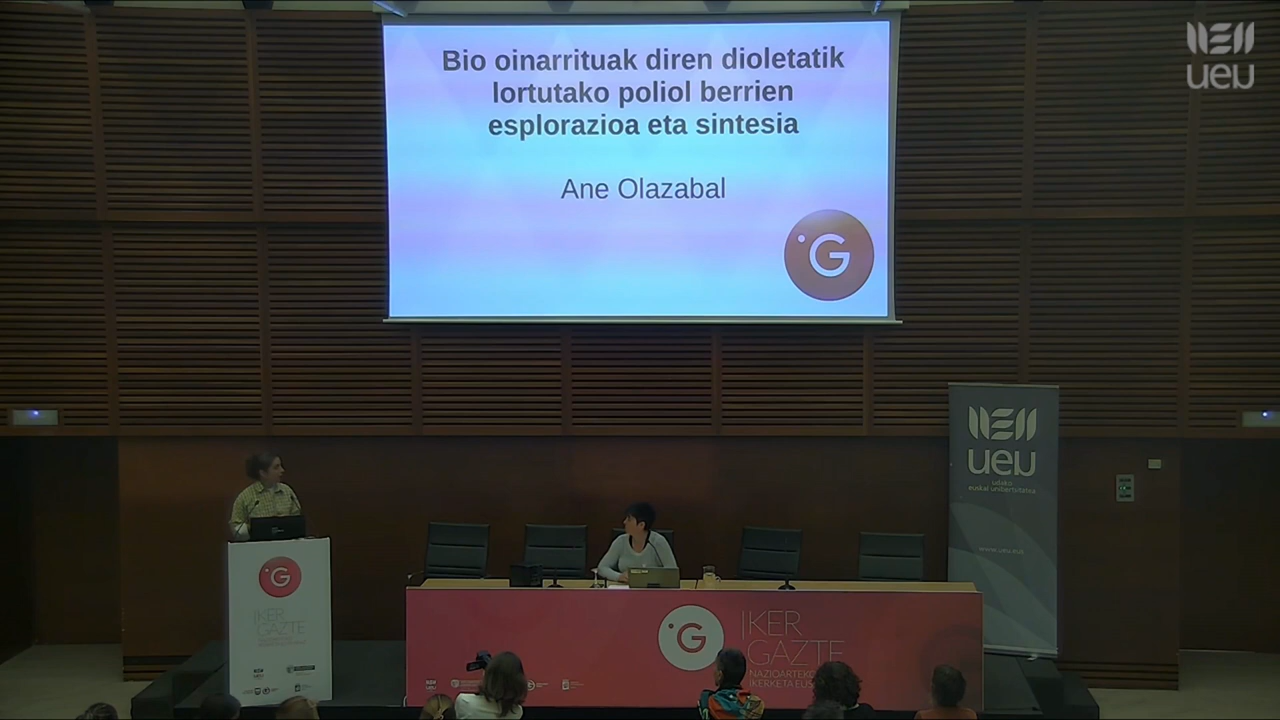 Bio oinarrituak diren dioletatik
lortutako poliol berrien
esplorazioa eta sintesia
Ane Olazabal
G
ueu
ueu
udako
euskal unibertsitatea
www.ueu.eus
G
IKER
GAZTE
G
IKER
GAZTE
NAZIOARTEKO
IKERKETA EUS